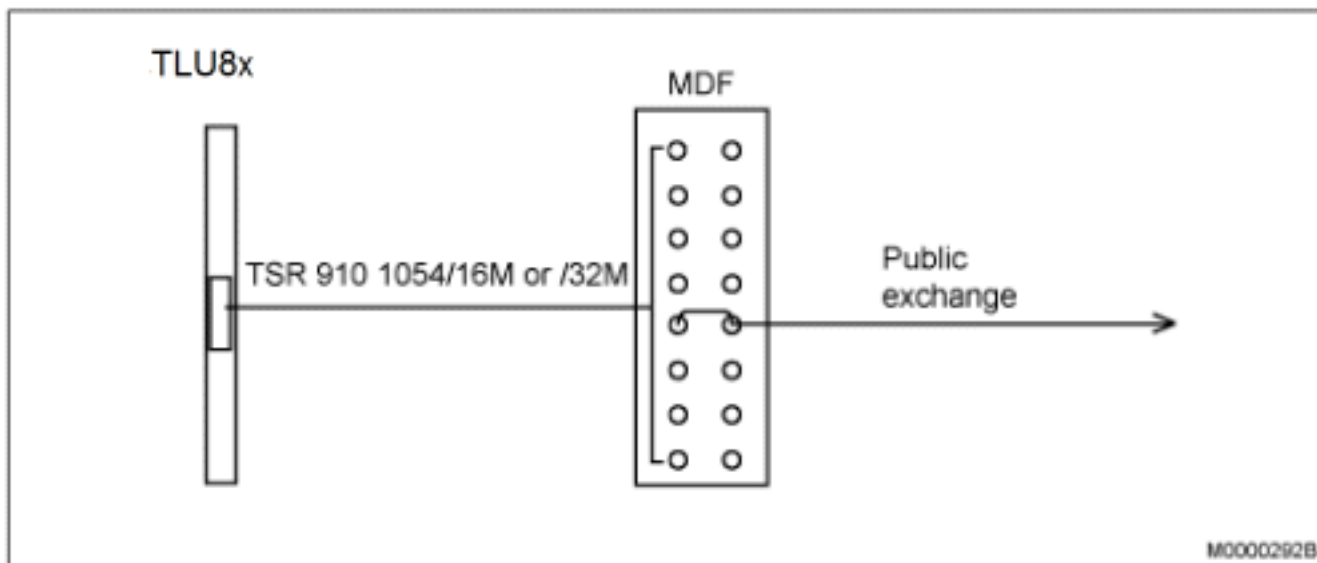 TLU8x
MDF
TSR 910 1054/16M or /32M
Public
exchange
M0000292B